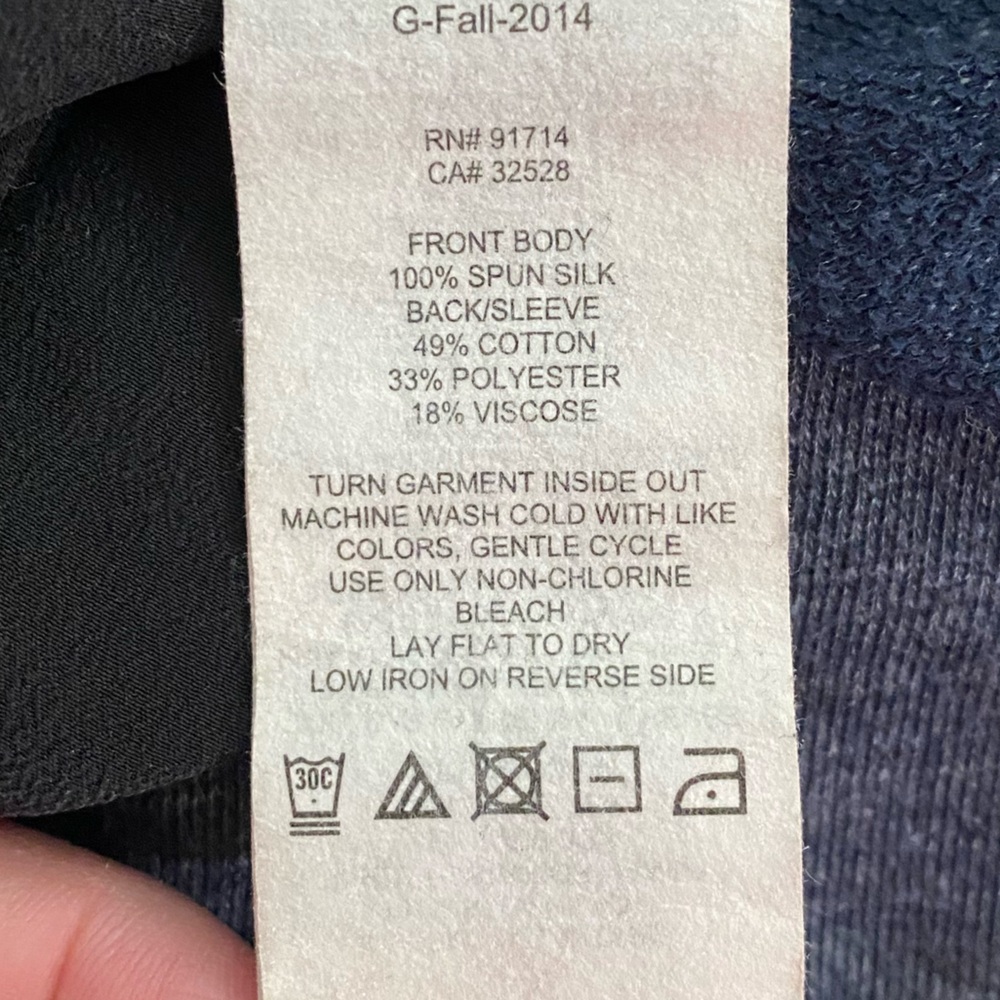 G-Fall-2014
RN# 91714
CA# 32528
FRONT BODY
100% SPUN SILK
BACK/SLEEVE
49% COTTON
33% POLYESTER
18% VISCOSE
TURN GARMENT INSIDE OUT
MACHINE WASH COLD WITH LIKE
COLORS, GENTLE CYCLE
USE ONLY NON-CHLORINE
BLEACH
LAY FLAT TO DRY
LOW IRON ON REVERSE SIDE
30C